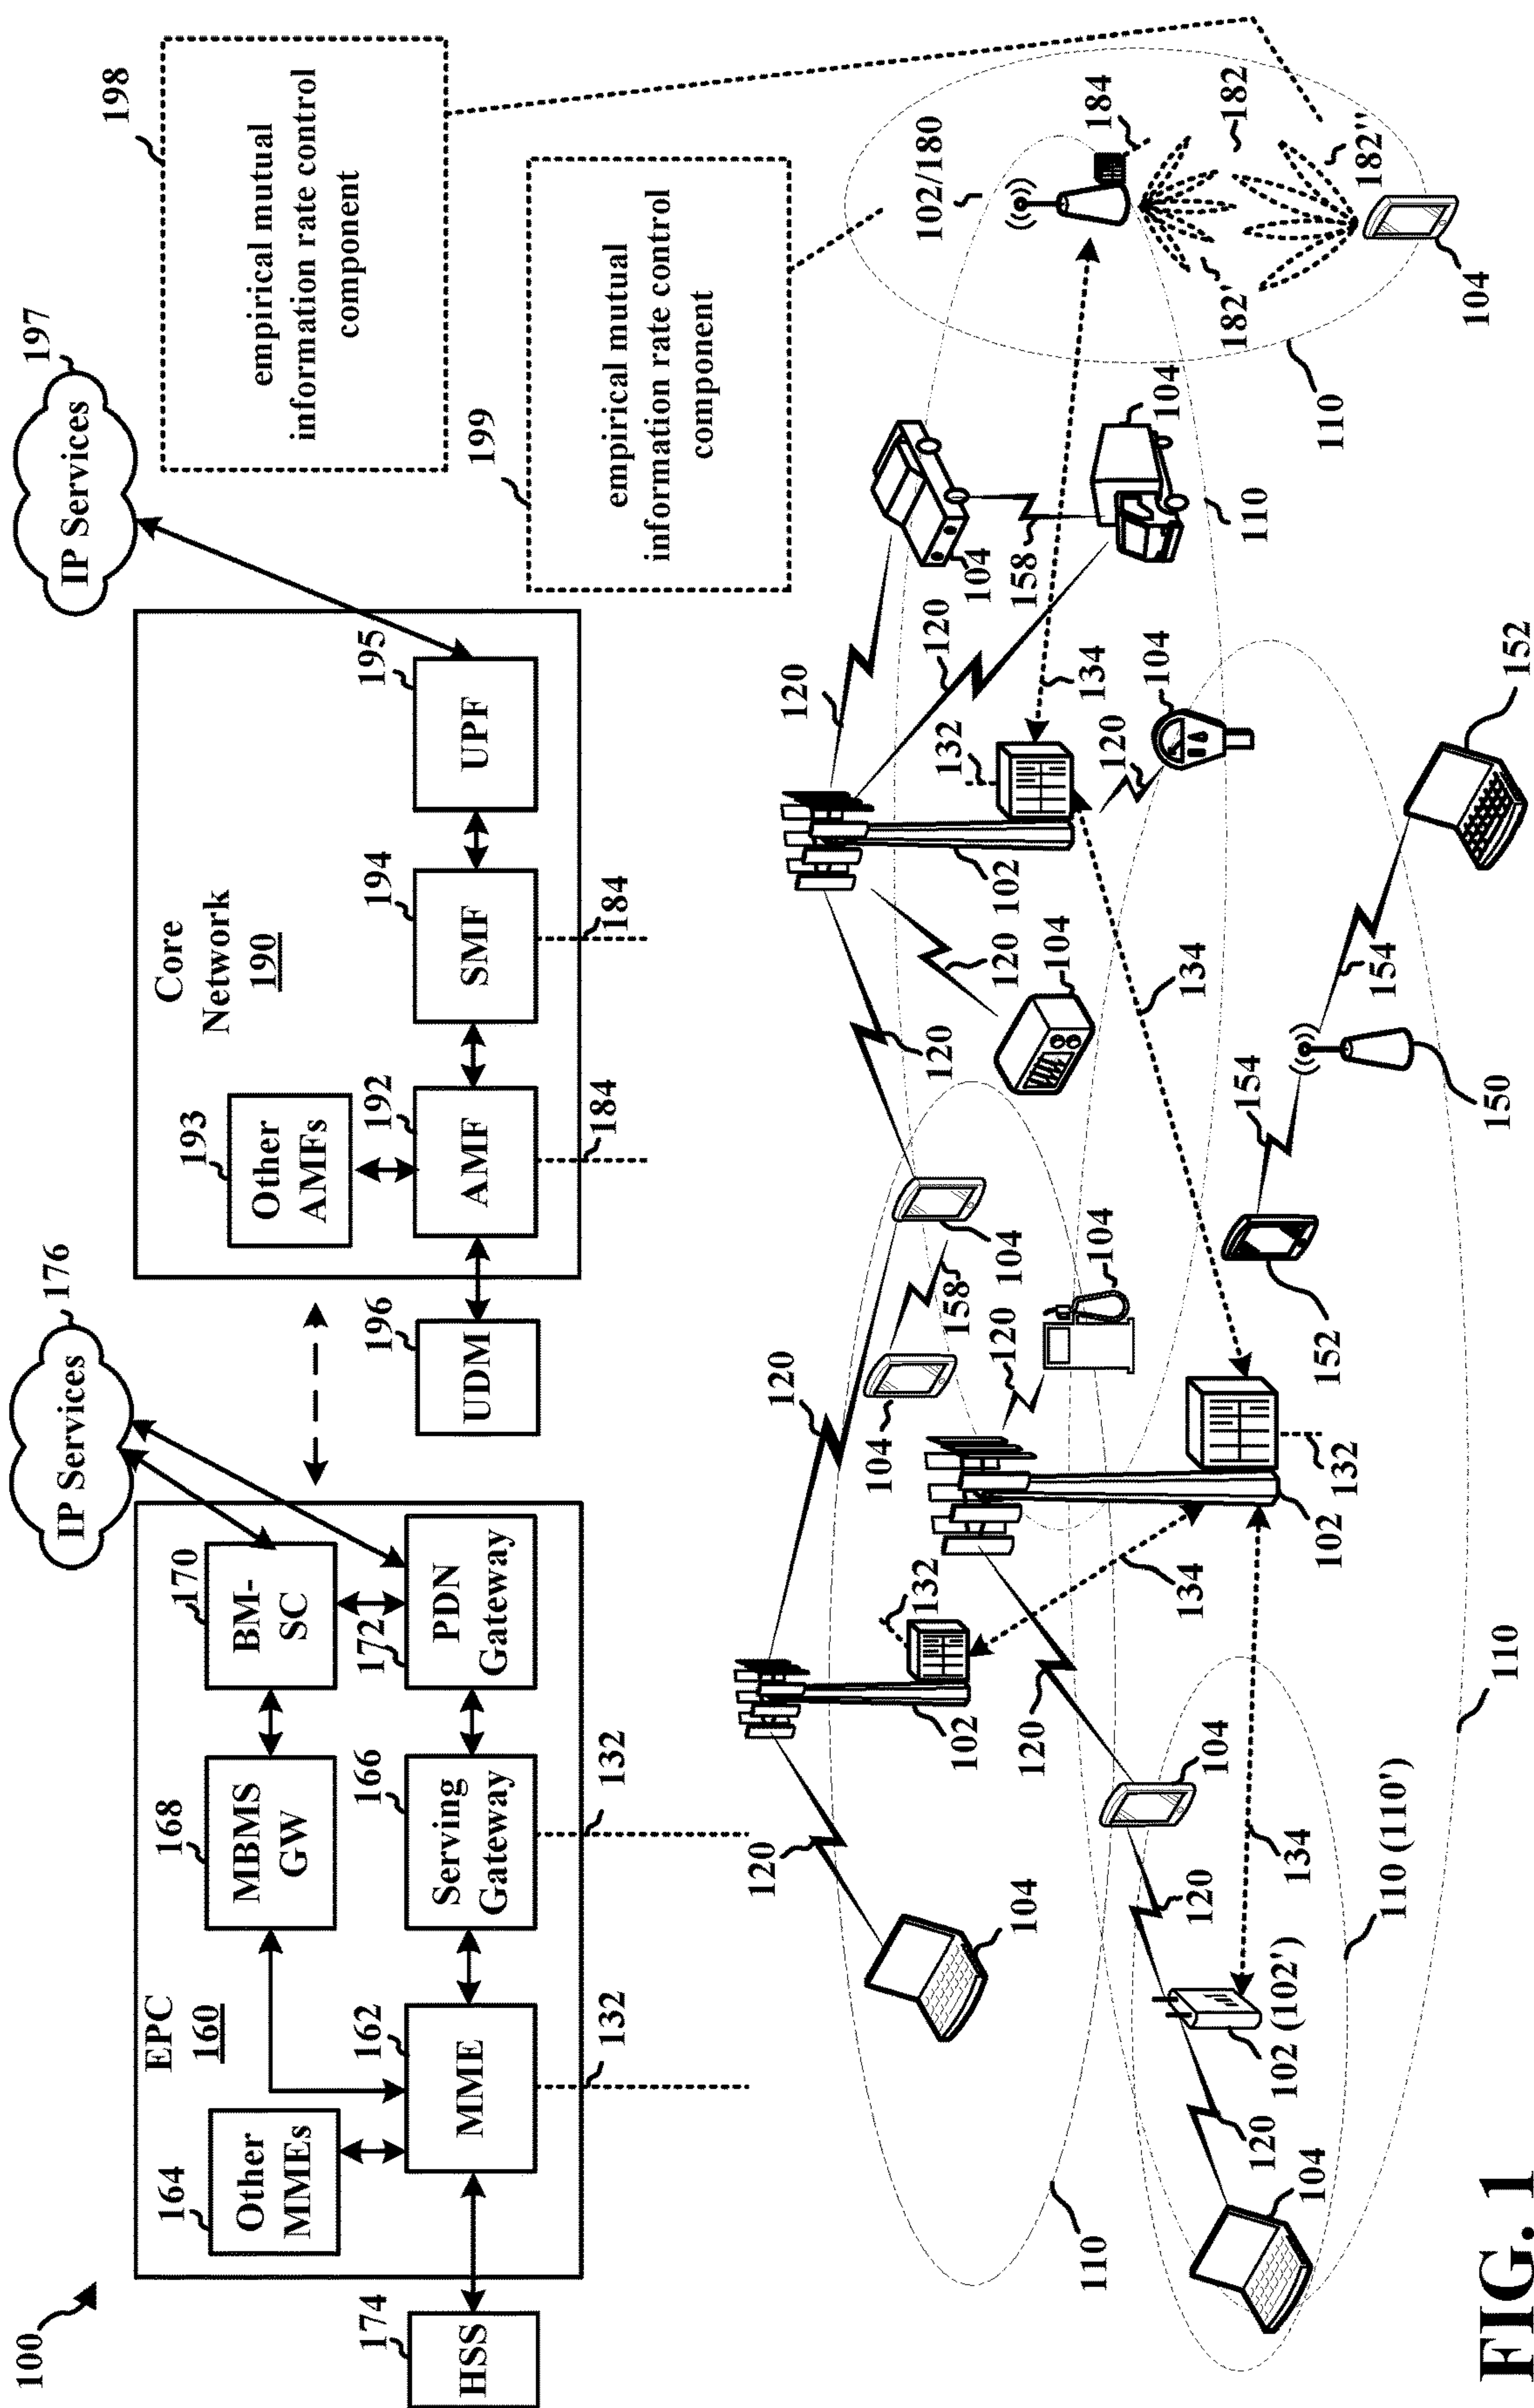 100
EPC
160
164
Other
MMEs
162
MME
174
HSS
168
MBMS
GW
166
Serving
Gateway
170
BM-
SC
172
PDN
Gateway
176
IP Services
132
132
Core
Network
190
193
Other
AMFs
192
AMF
196
UDM
194
SMF
195
UPF
197
IP Services
184
184
198
empirical mutual
information rate control
component
199
empirical mutual
information rate control
component
120
120
120
120
104
102
132
104
104
158
120
120
104
102
132
134
120
104
120
104
102
132
134
120
104
104
158
104
110
102/180
184
182'
182
182''
104
110
110
104
120
102 (102')
120
104
120
134
134
152
154
150
154
152
110 (110')
110
FIG. 1